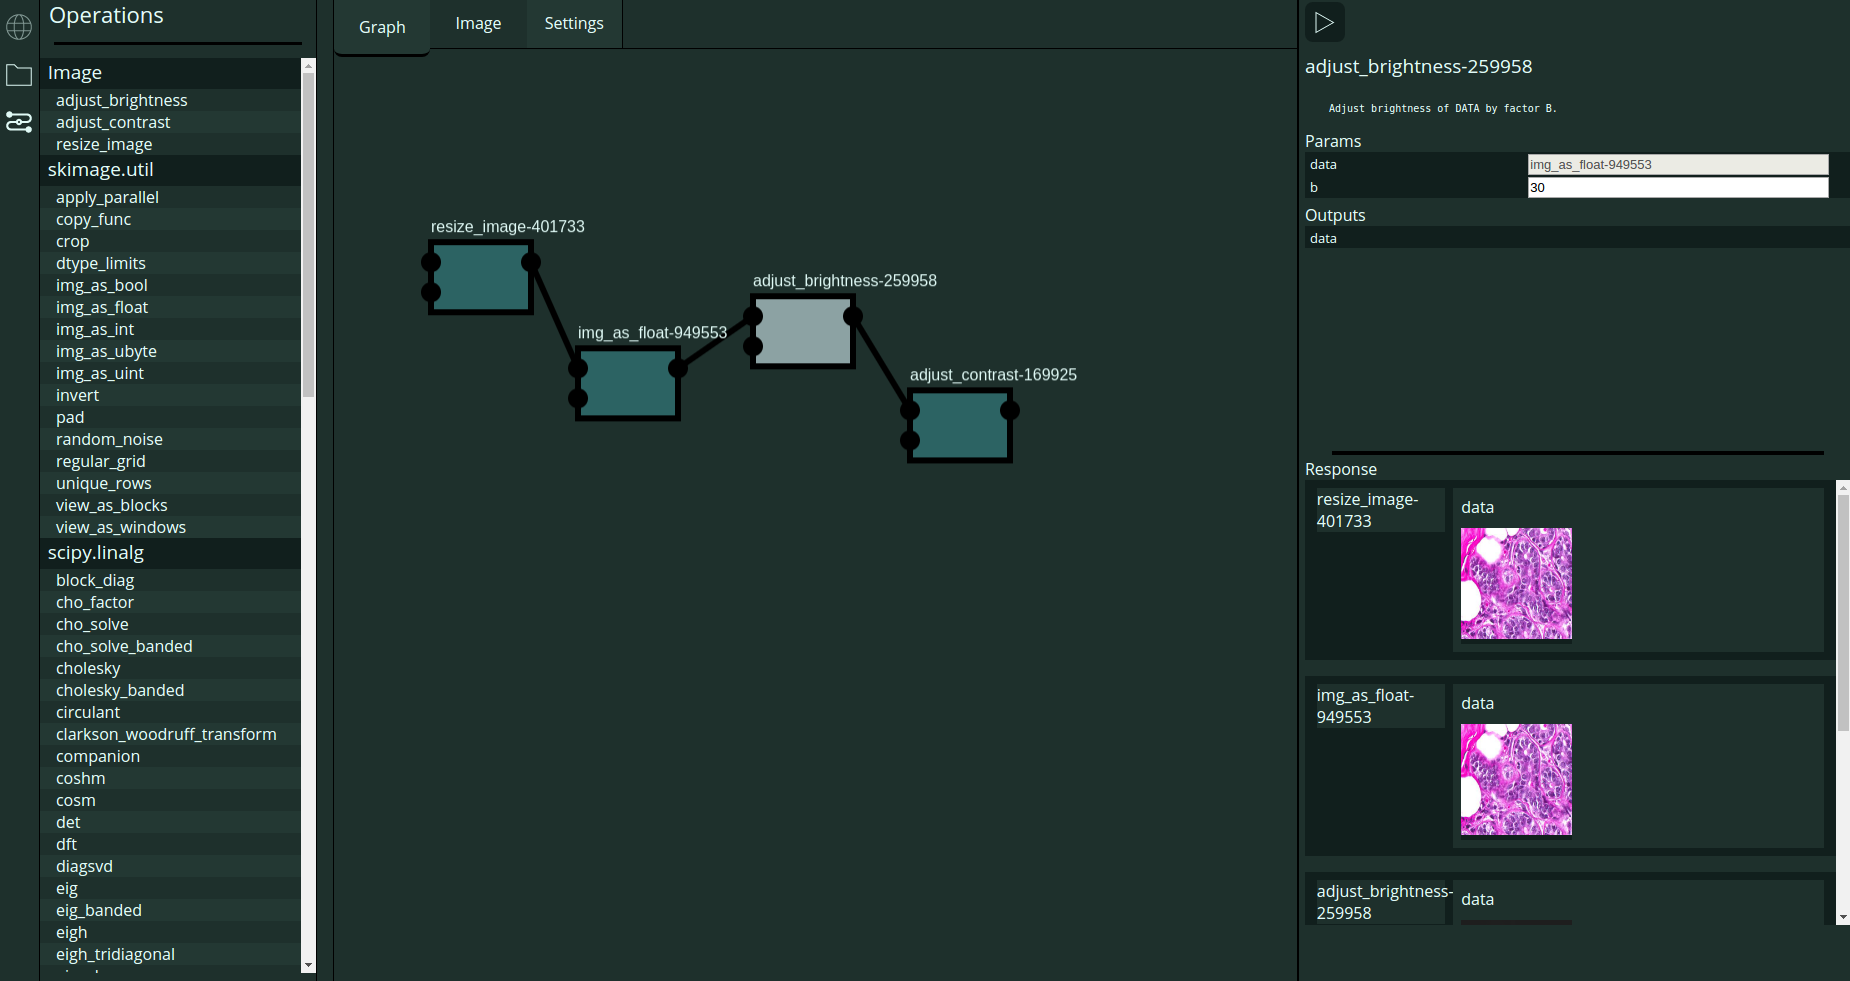 Operations
Image
adjust_brightness
adjust_contrast
resize_image
skimage.util
apply_parallel
copy_func
crop
dtype_limits
img_as_bool
img_as_float
img_as_int
img_as_ubyte
img_as_uint
invert
pad
random_noise
regular_grid
unique_rows
view_as_blocks
view_as_windows
scipy.linalg
block_diag
cho_factor
cho_solve
cho_solve_banded
cholesky
cholesky_banded
circulant
clarkson_woodruff_transform
companion
coshm
cosm
det
dft
diagsvd
eig
eig_banded
eigh
eigh_tridiagonal
Graph
Image
Settings
resize_image-401733
adjust_brightness-259958
img_as_float-949553
adjust_contrast-169925
adjust_brightness-259958
Adjust brightness of DATA by factor B.
Params
data
img_as_float-949553
b
30
Outputs
data
Response
resize_image-
401733
data
img_as_float-
949553
data
adjust_brightness-
259958
data